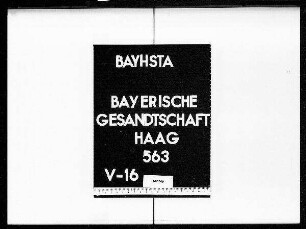 BAYHSTA
BAYERISCHE
GESANDTSCHAFT
HAAG
563
V-16